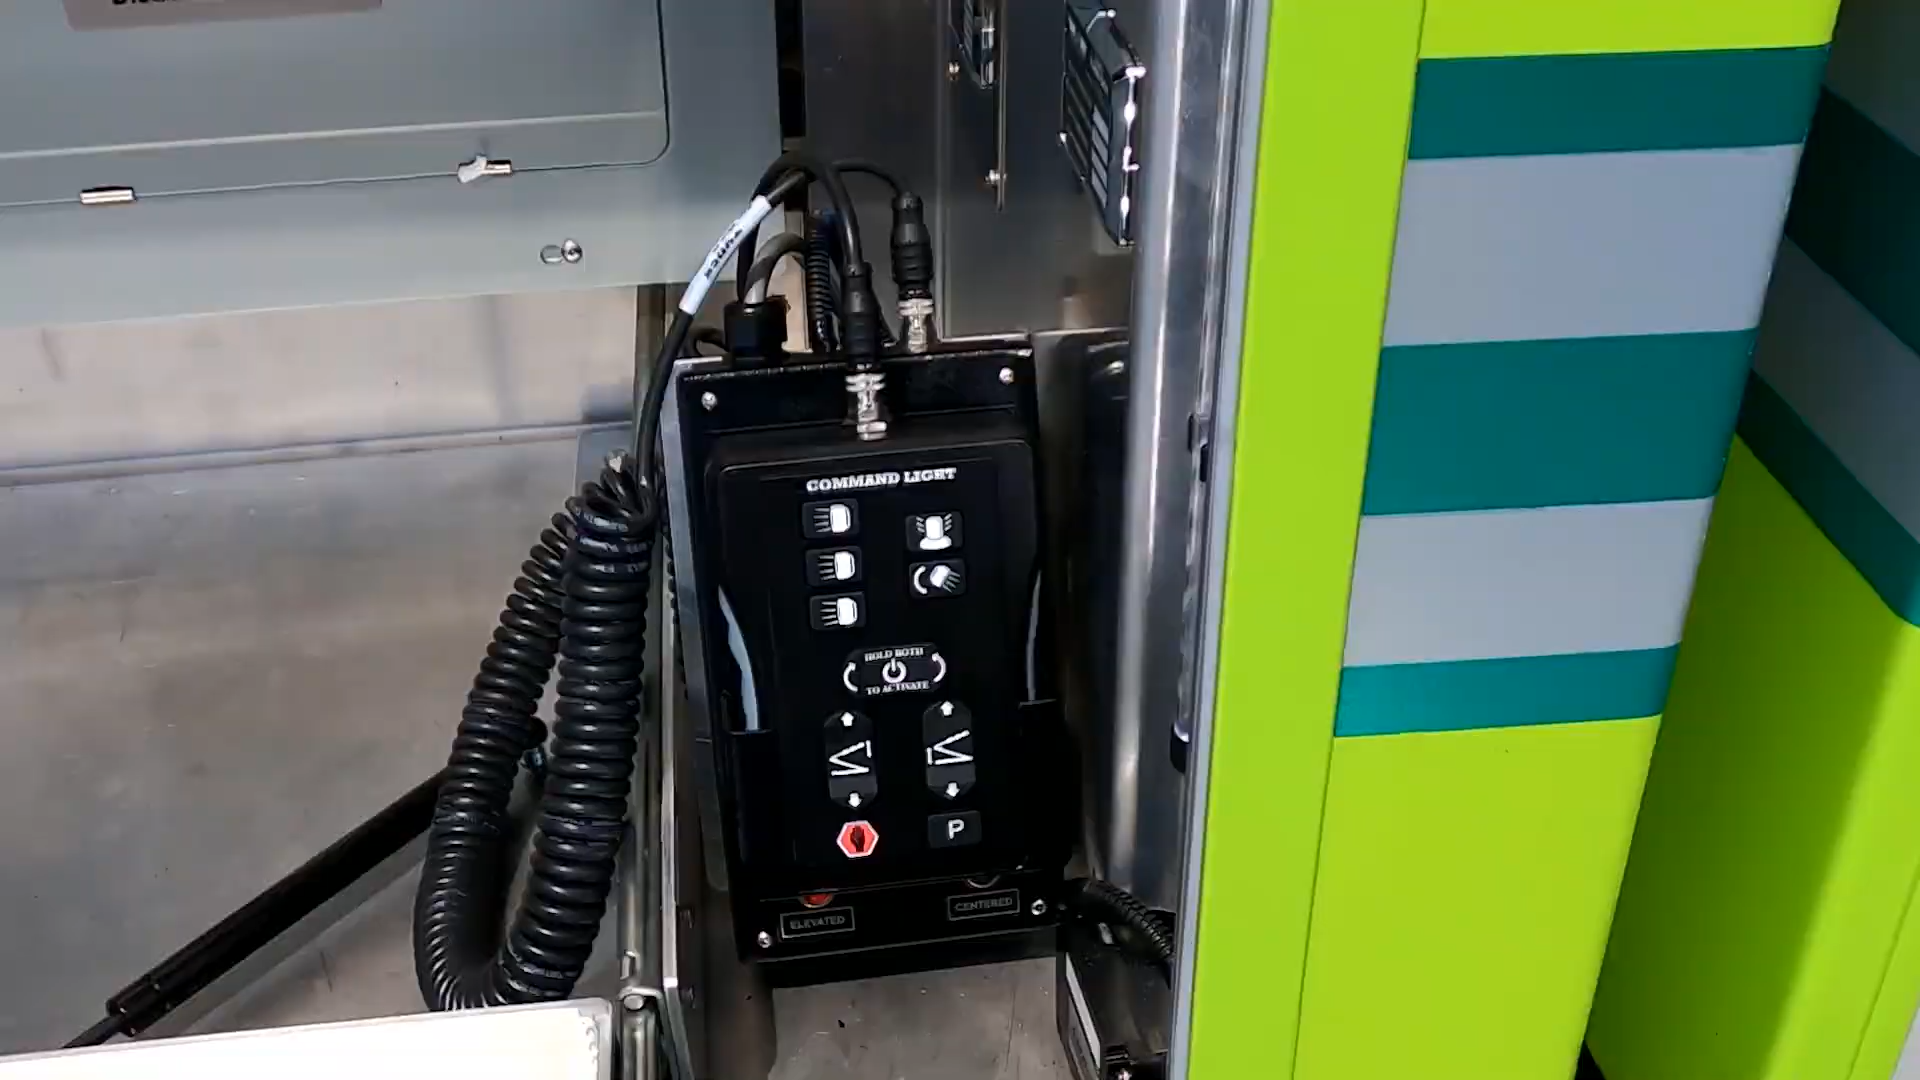 COMMAND LIGHT
HOLD BOTH
TO ACTIVATE
P
ELEVATED
CENTERED